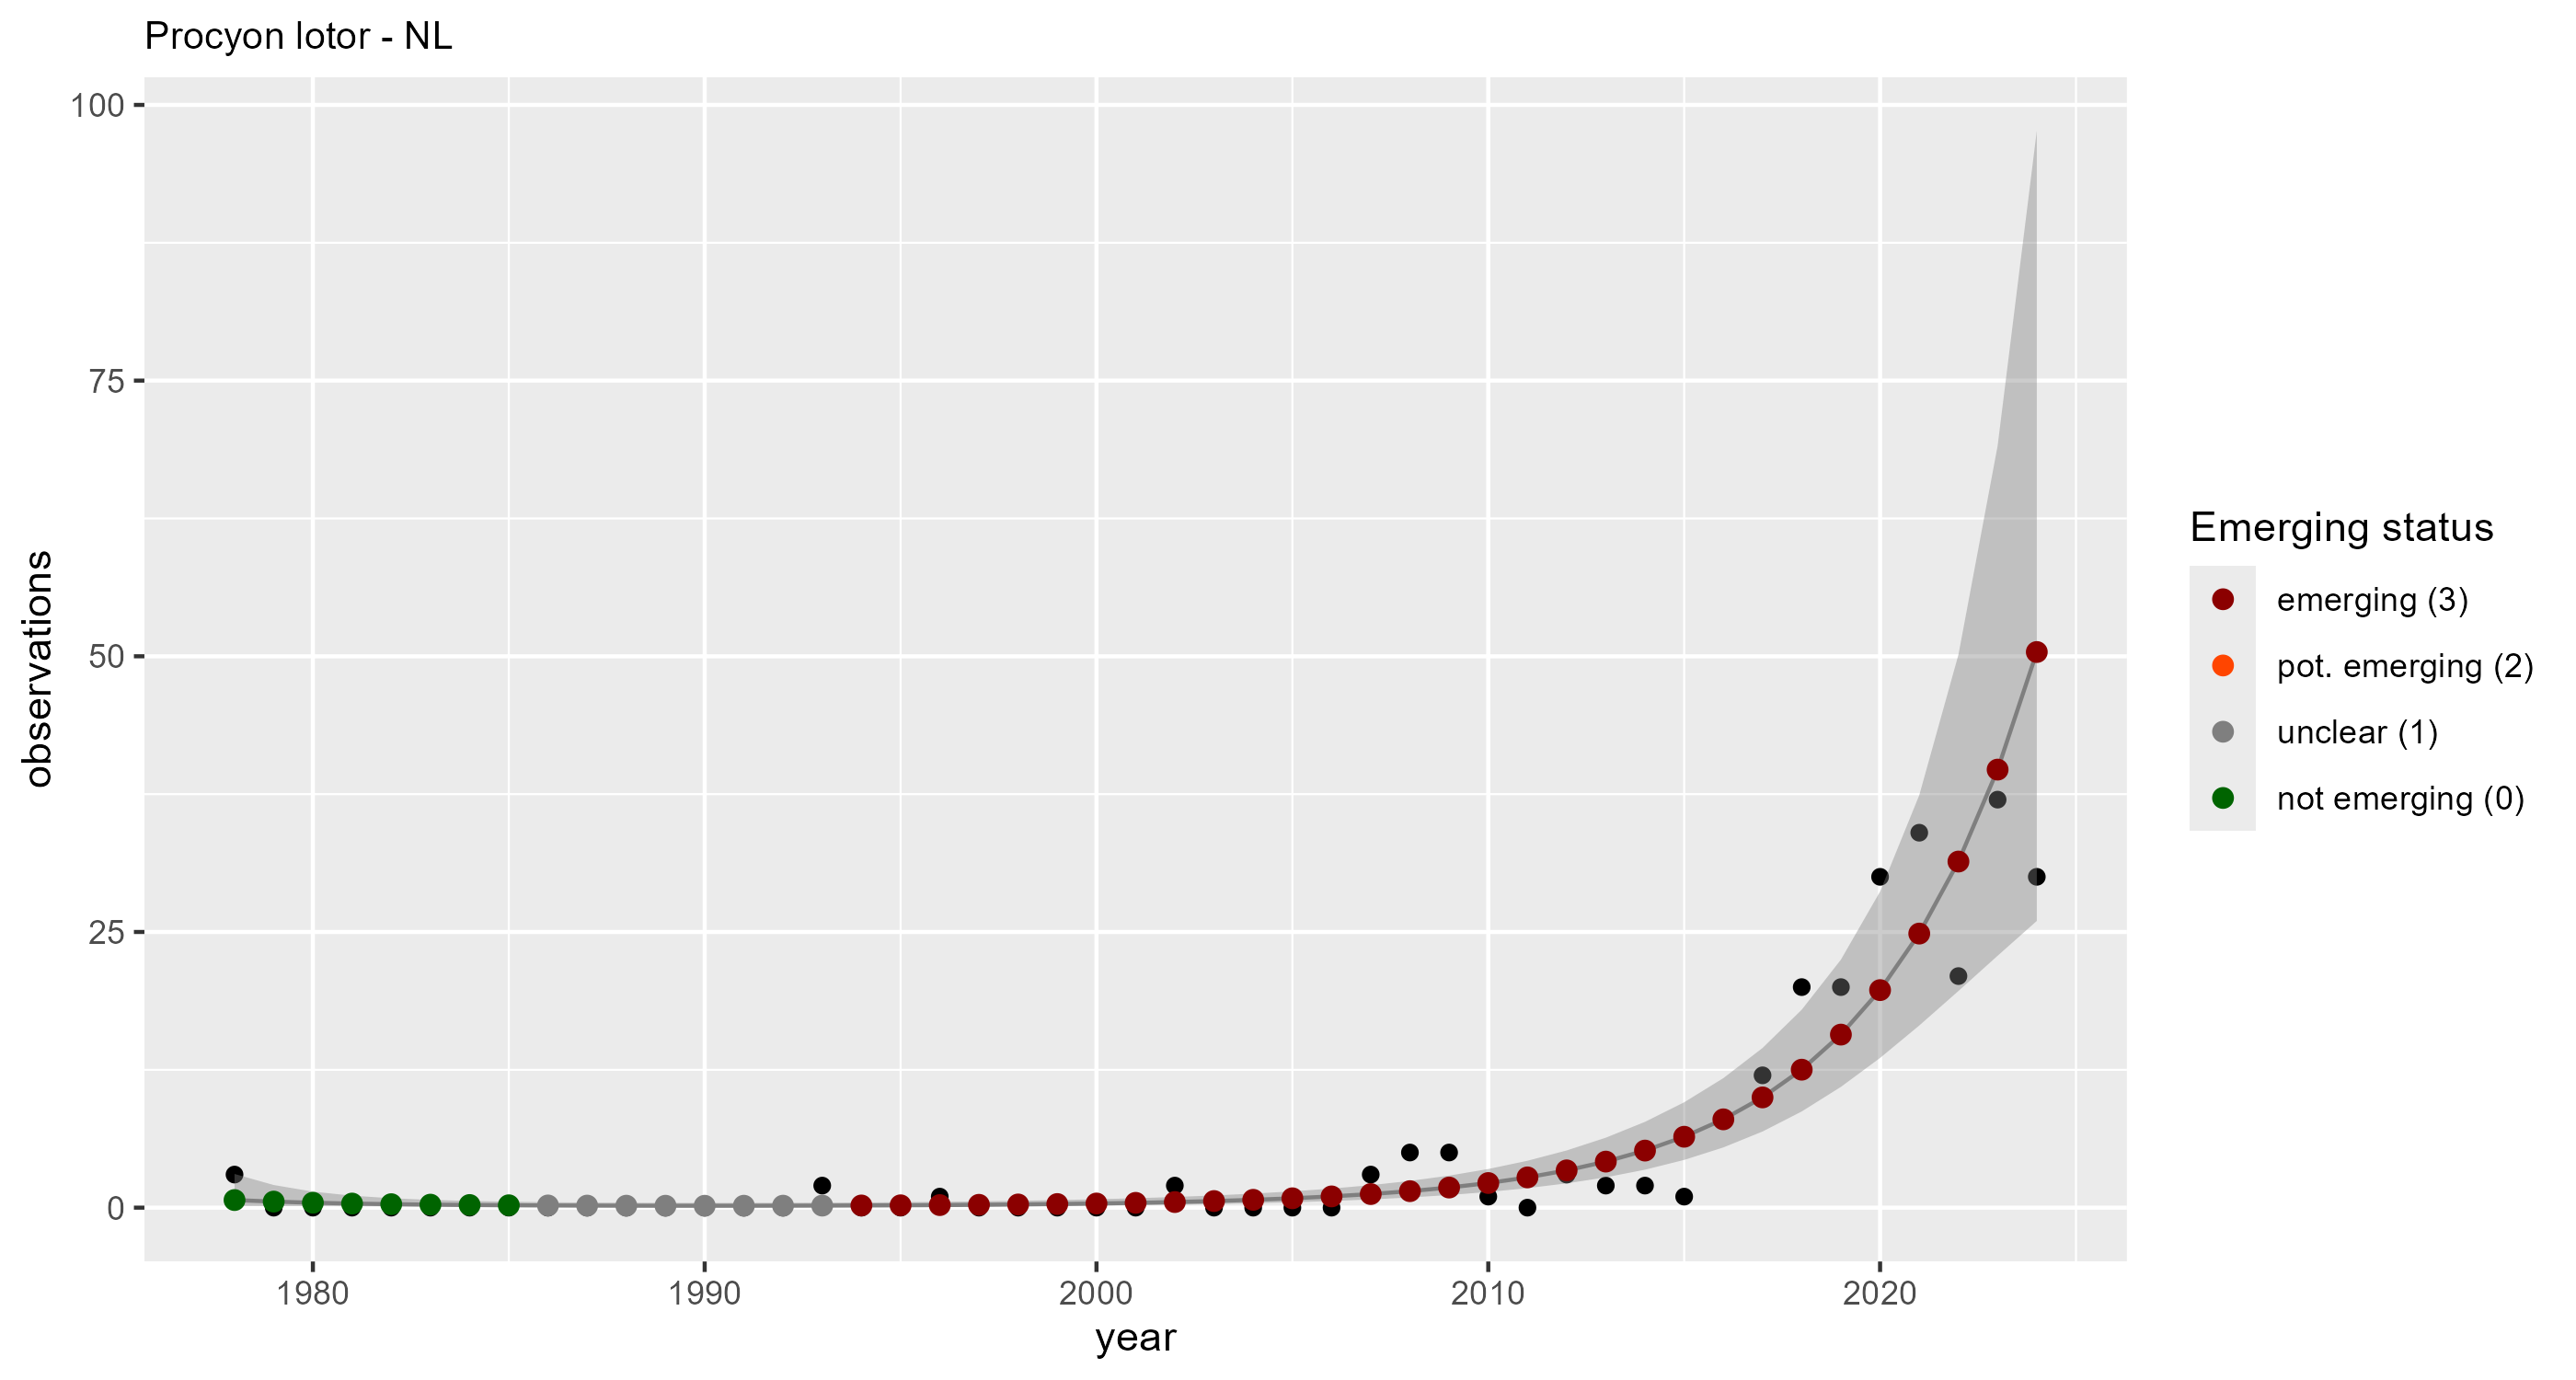 Procyon lotor - NL
100
75
50
25
0
observations
1980
1990
2000
2010
2020
year
Emerging status
emerging (3)
pot. emerging (2)
unclear (1)
not emerging (0)